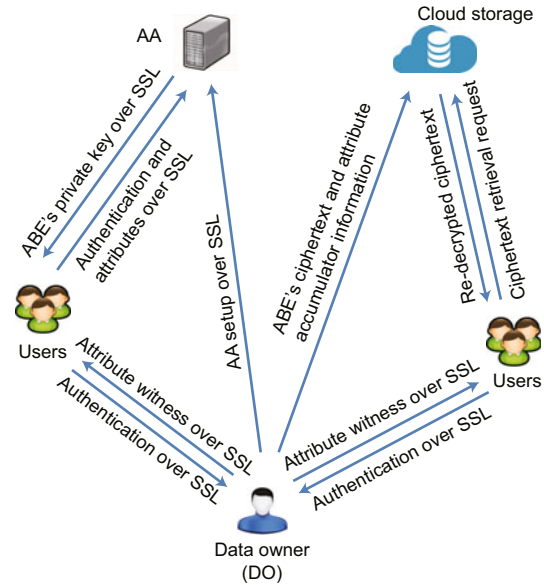 Cloud storage
AA
ABE's private key over SSL
Authentication and
attributes over SSL
AA setup over SSL
ABE's ciphertext and attribute
accumulator information
Re-decrypted ciphertext
Ciphertext retrieval request
Users
Users
Attribute witness over SSL
Authentication over SSL
Attribute witness over SSL
Authentication over SSL
Data owner
(DO)